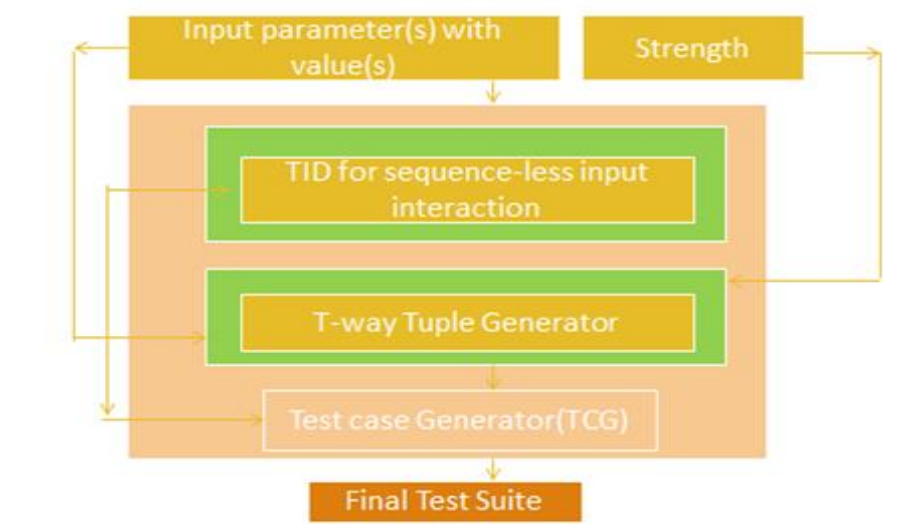 Input parameter(s) with
value(s)
Strength
TID for sequence-less input
interaction
T-way Tuple Generator
Test case Generator(TCG)
Final Test Suite